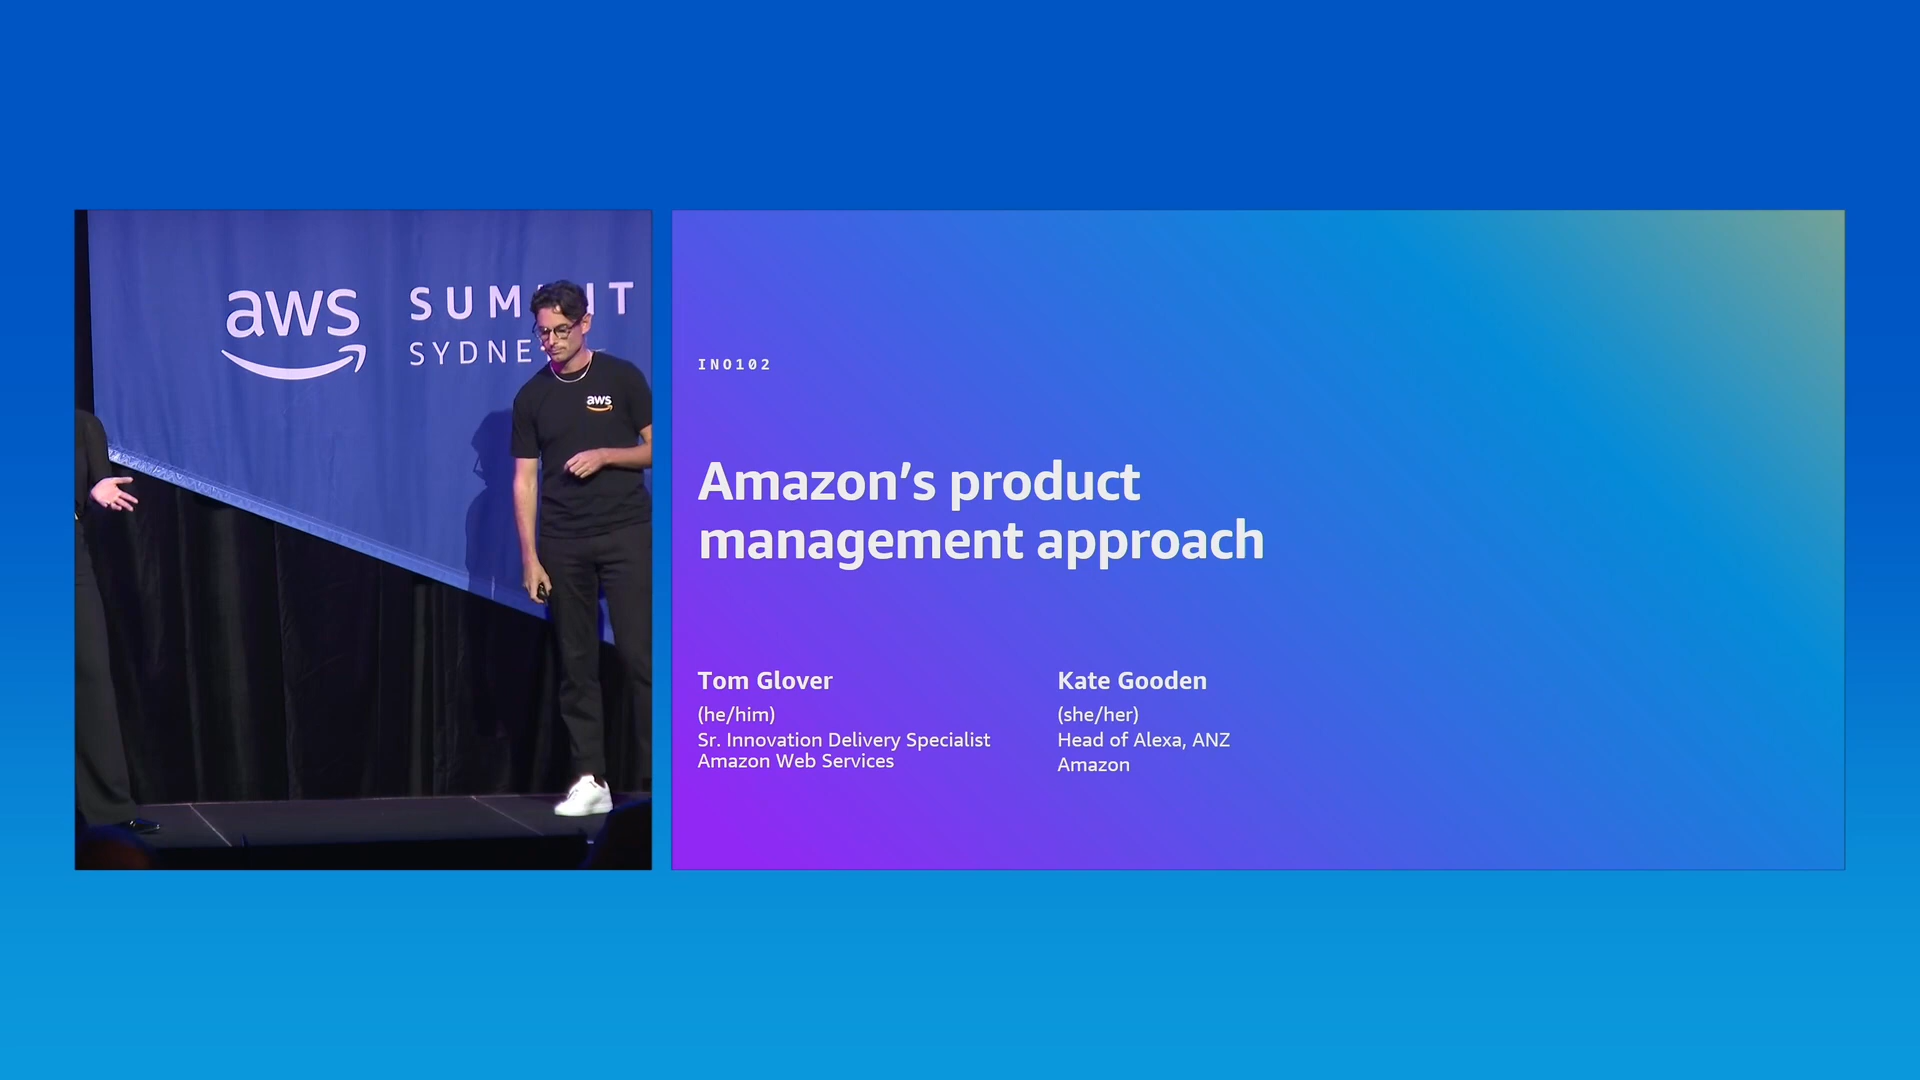 aws
SUM IT
SYDNE
aws
INO102
Amazon’s product
management approach
Tom Glover
(he/him)
Sr. Innovation Delivery Specialist
Amazon Web Services
Kate Gooden
(she/her)
Head of Alexa, ANZ
Amazon